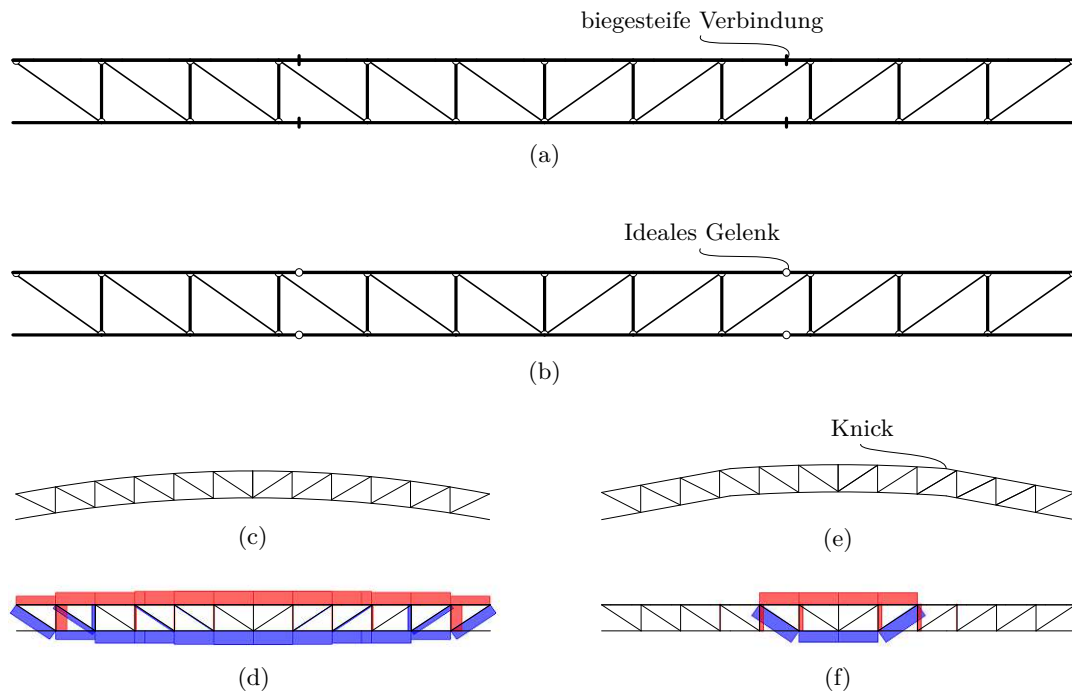 biegesteife Verbindung
(a)
Ideales Gelenk
(b)
Knick
(c)
(e)
(d)
(f)